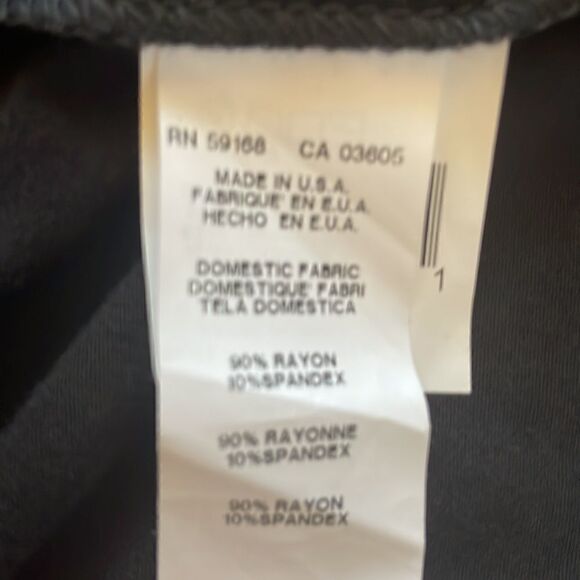 RN 59168 CA 03605
MADE IN U.S.A.
FABRIQUE EN E.U.A.
HECHO EN E.U.A.
DOMESTIC FABRIC
DOMESTIQUE FABRI
TELA DOMESTICA
90% RAYON
10%SPANDEX
90% RAYONNE
10%SPANDEX
90% RAYON
10%SPANDEX
1